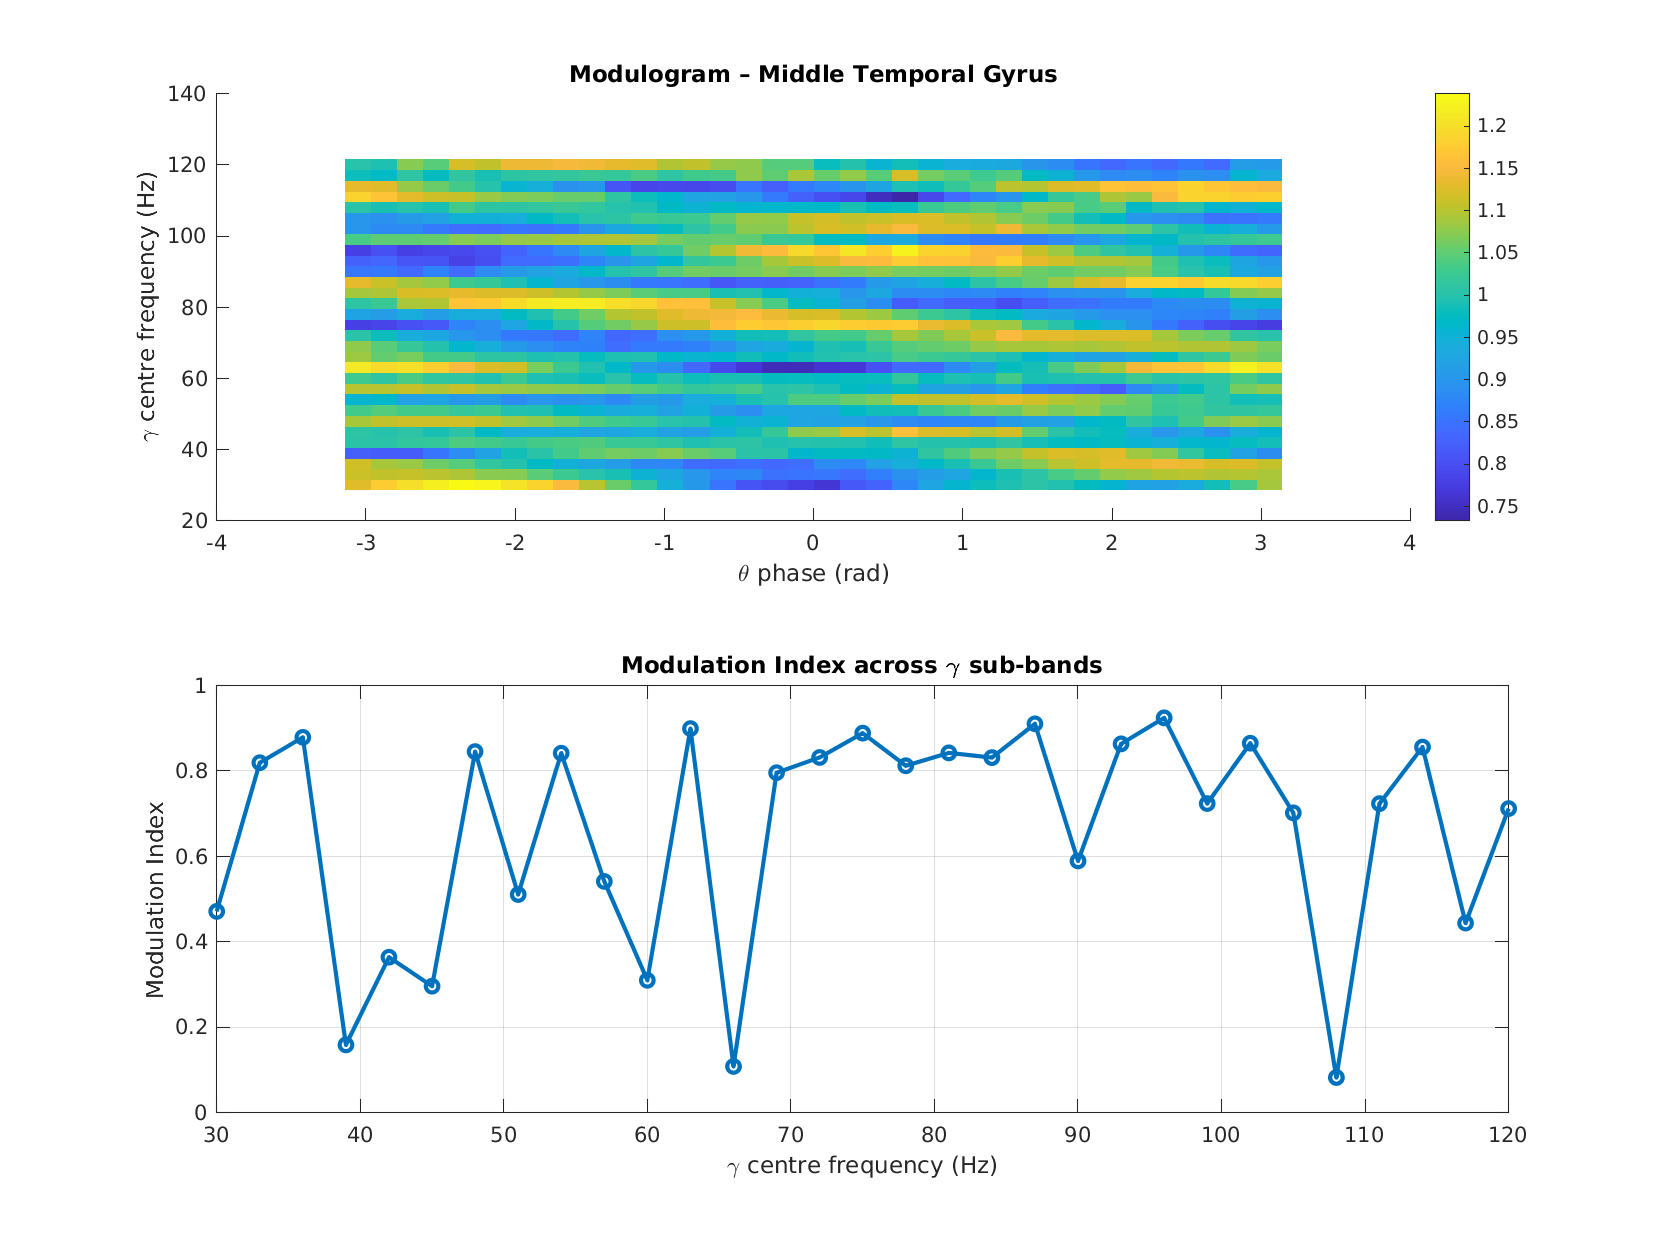 Modulogram – Middle Temporal Gyrus
140
120
100
80
60
40
20
γ centre frequency (Hz)
-4 -3 -2 -1 0 1 2 3 4
θ phase (rad)
1.2
1.15
1.1
1.05
1
0.95
0.9
0.85
0.8
0.75
Modulation Index across γ sub-bands
1
0.8
0.6
0.4
0.2
0
Modulation Index
30 40 50 60 70 80 90 100 110 120
γ centre frequency (Hz)